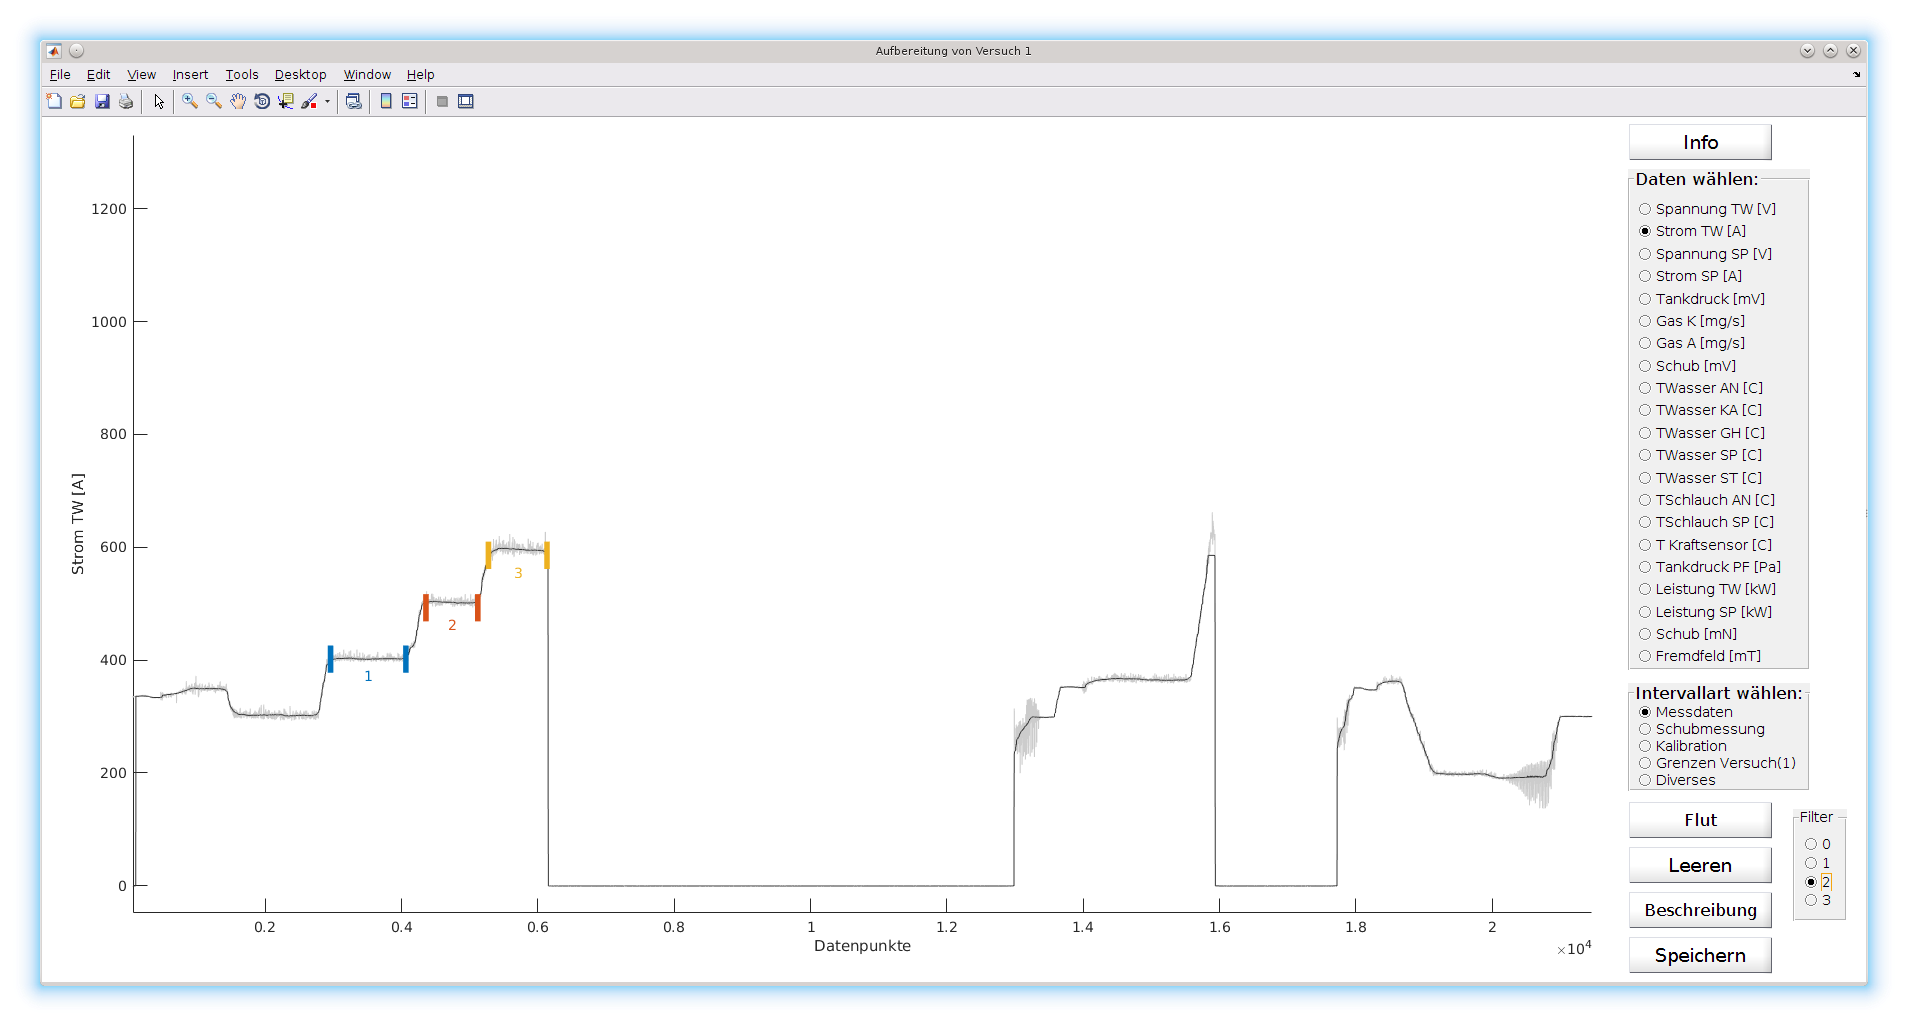 Aufbereitung von Versuch 1
File Edit View Insert Tools Desktop Window Help
1200
1000
800
600
400
200
0
Strom TW [A]
1
2
3
0.2 0.4 0.6 0.8 1 1.2 1.4 1.6 1.8 2
×10⁴
Datenpunkte
Info
Daten wählen:
Spannung TW [V]
Strom TW [A]
Spannung SP [V]
Strom SP [A]
Tankdruck [mV]
Gas K [mg/s]
Gas A [mg/s]
Schub [mV]
TWasser AN [C]
TWasser KA [C]
TWasser GH [C]
TWasser SP [C]
TWasser ST [C]
TSchlauch AN [C]
TSchlauch SP [C]
T Kraftsensor [C]
Tankdruck PF [Pa]
Leistung TW [kW]
Leistung SP [kW]
Schub [mN]
Fremdfeld [mT]
Intervallart wählen:
Messdaten
Schubmessung
Kalibration
Grenzen Versuch(1)
Diverses
Flut
Leeren
Beschreibung
Speichern
Filter
0
1
2
3